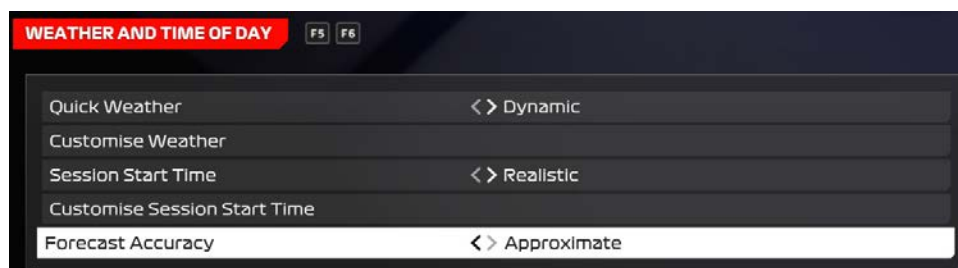 WEATHER AND TIME OF DAY F5 F6
Quick Weather < > Dynamic
Customise Weather
Session Start Time < > Realistic
Customise Session Start Time
Forecast Accuracy < > Approximate